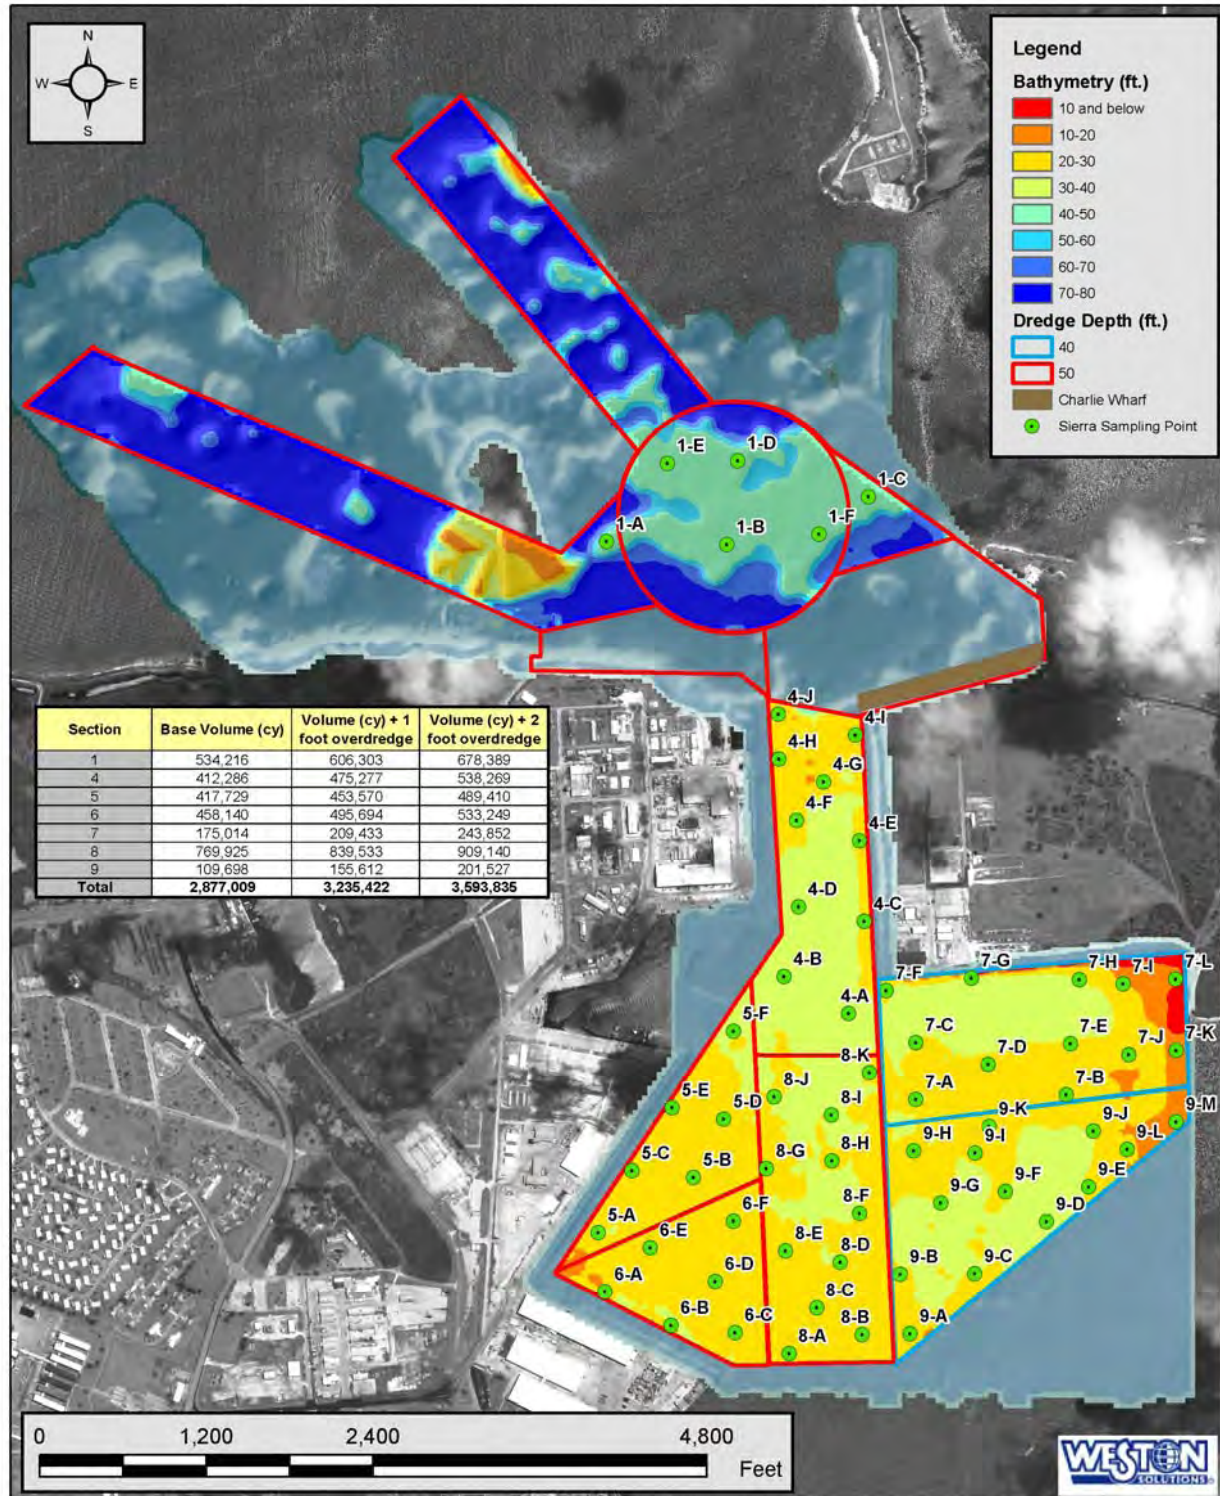 N
W E
S
Legend
Bathymetry (ft.)
10 and below
10-20
20-30
30-40
40-50
50-60
60-70
70-80
Dredge Depth (ft.)
40
50
Charlie Wharf
Sierra Sampling Point
1-E
1-D
1-C
1-A
1-B
1-F
4-J
4-I
4-H
4-G
4-F
4-E
4-D
4-C
4-B
4-A
Section Base Volume (cy) Volume (cy) + 1 foot overdredge Volume (cy) + 2 foot overdredge
1 534,216 606,303 678,389
4 412,286 475,277 538,269
5 417,729 453,570 489,410
6 458,140 495,694 533,249
7 175,014 209,433 243,852
8 769,925 839,533 909,140
9 109,698 155,612 201,527
Total 2,877,009 3,235,422 3,593,835
7-F
7-G
7-H
7-I
7-L
7-C
7-D
7-E
7-J
7-K
7-A
7-B
5-F
5-E
5-D
5-C
5-B
5-A
8-K
8-J
8-I
8-H
8-G
8-F
8-E
8-D
8-C
8-B
8-A
9-K
9-J
9-M
9-L
9-H
9-I
9-F
9-E
9-G
9-D
9-B
9-C
9-A
6-F
6-E
6-D
6-A
6-B
6-C
0 1,200 2,400 4,800
Feet
WESTON
SOLUTIONS